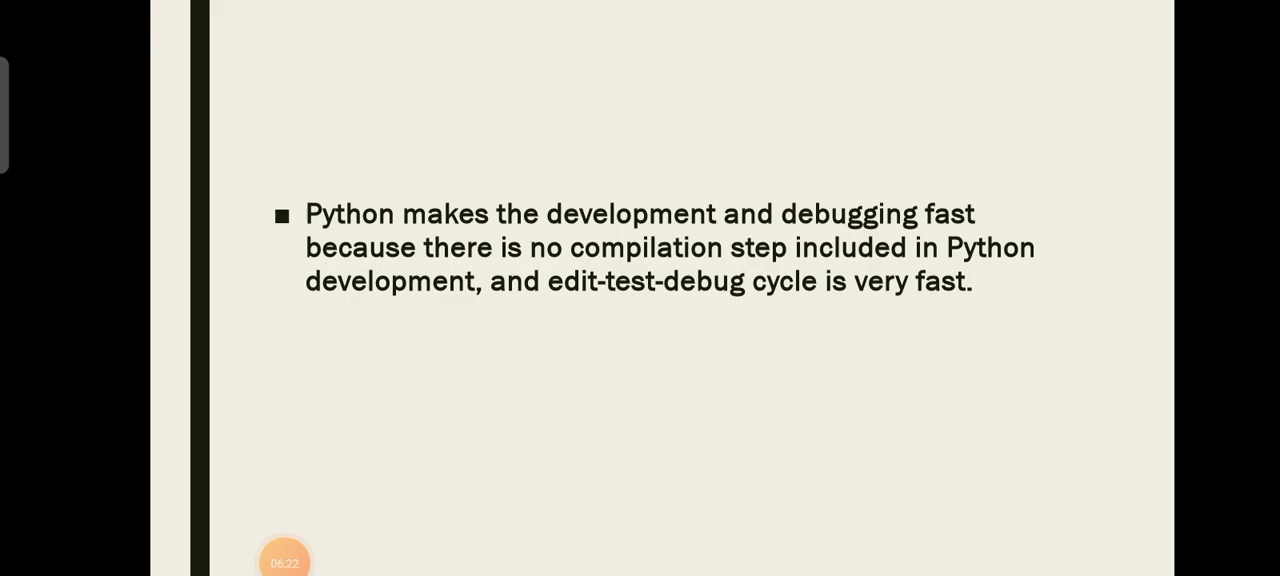 ■ Python makes the development and debugging fast
because there is no compilation step included in Python
development, and edit-test-debug cycle is very fast.
06:22